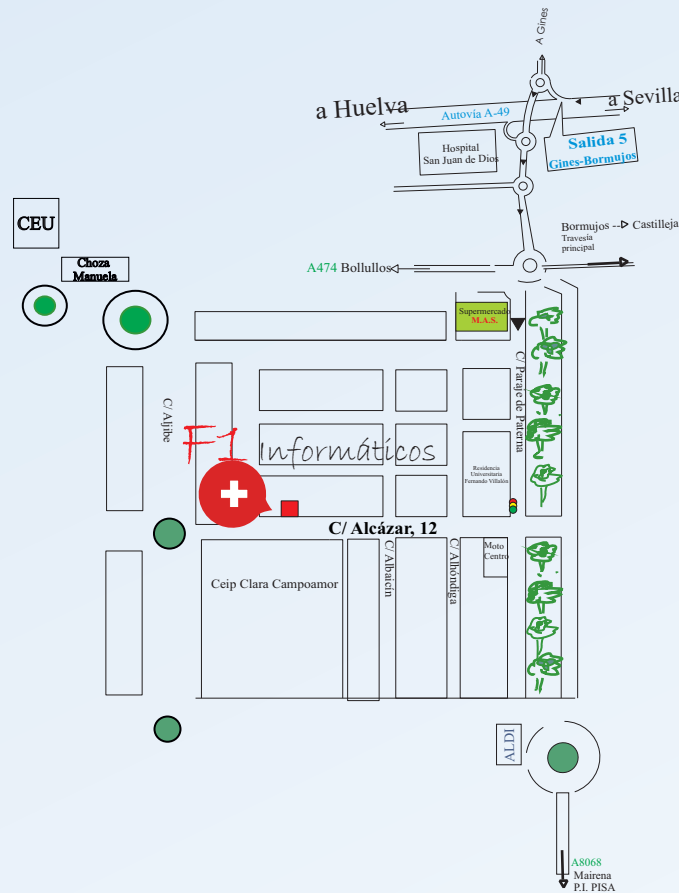 A Gines
a Huelva
a Sevilla
Autovía A-49
Salida 5
Gines-Bormujos
Hospital
San Juan de Dios
CEU
Bormujos --> Castilleja
Travesía
principal
Choza
Manuela
A474 Bollullos
Supermercado
M.A.S.
C/ Paraje de Paterna
C/ Aljibe
F1 Informáticos
Residencia
Universitaria
Fernando Villalón
C/ Alcázar, 12
Moto
Centro
C/ Albaicín
C/ Alhóndiga
Ceip Clara Campoamor
ALDI
A8068
Mairena
P.I. PISA